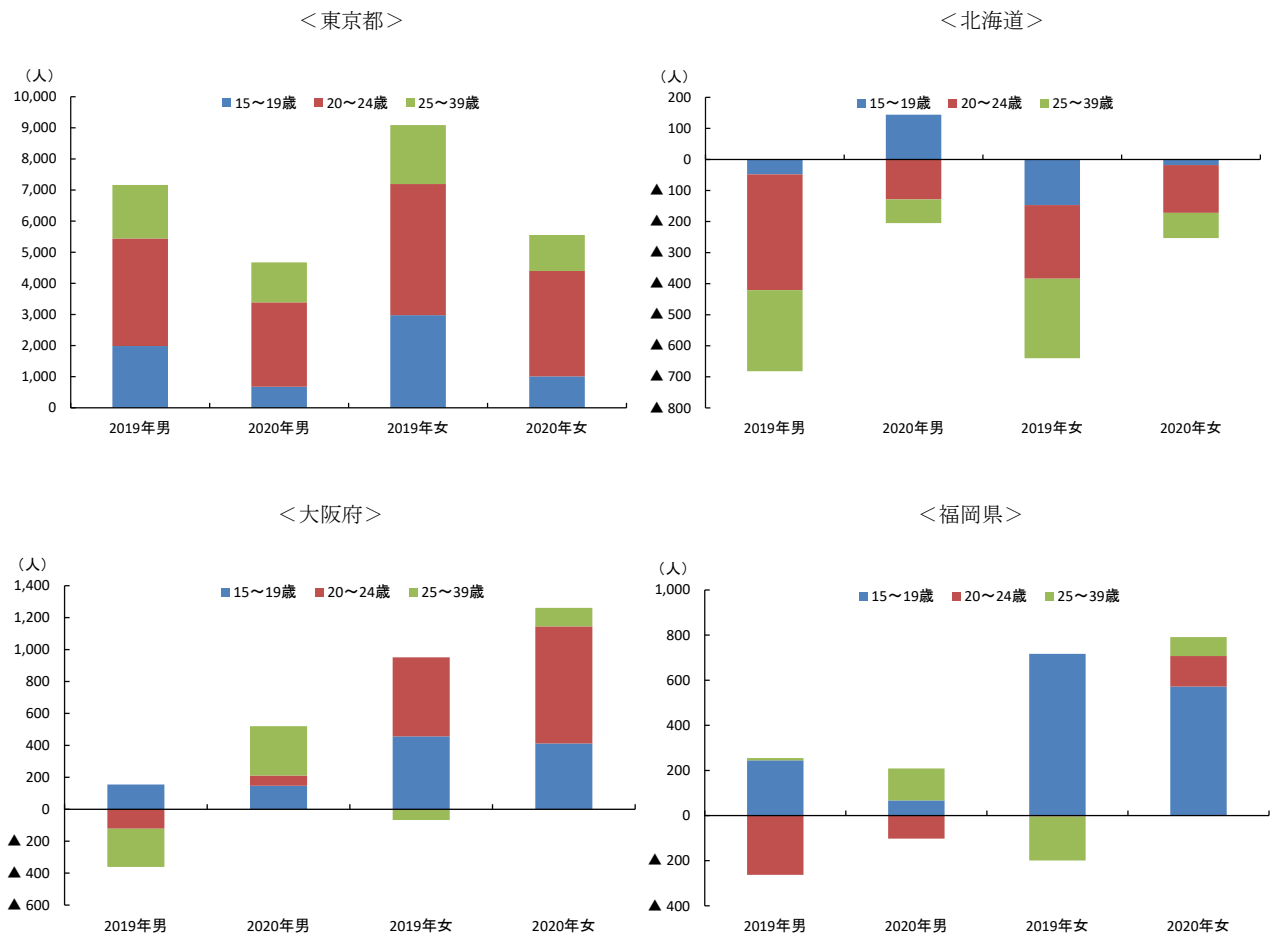 ＜東京都＞
（人）
■ 15～19歳 ■ 20～24歳 ■ 25～39歳
10,000
9,000
8,000
7,000
6,000
5,000
4,000
3,000
2,000
1,000
0
2019年男 2020年男 2019年女 2020年女
＜北海道＞
（人）
■ 15～19歳 ■ 20～24歳 ■ 25～39歳
200
100
0
▲ 100
▲ 200
▲ 300
▲ 400
▲ 500
▲ 600
▲ 700
▲ 800
2019年男 2020年男 2019年女 2020年女
＜大阪府＞
（人）
■ 15～19歳 ■ 20～24歳 ■ 25～39歳
1,400
1,200
1,000
800
600
400
200
0
▲ 200
▲ 400
▲ 600
2019年男 2020年男 2019年女 2020年女
＜福岡県＞
（人）
■ 15～19歳 ■ 20～24歳 ■ 25～39歳
1,000
800
600
400
200
0
▲ 200
▲ 400
2019年男 2020年男 2019年女 2020年女